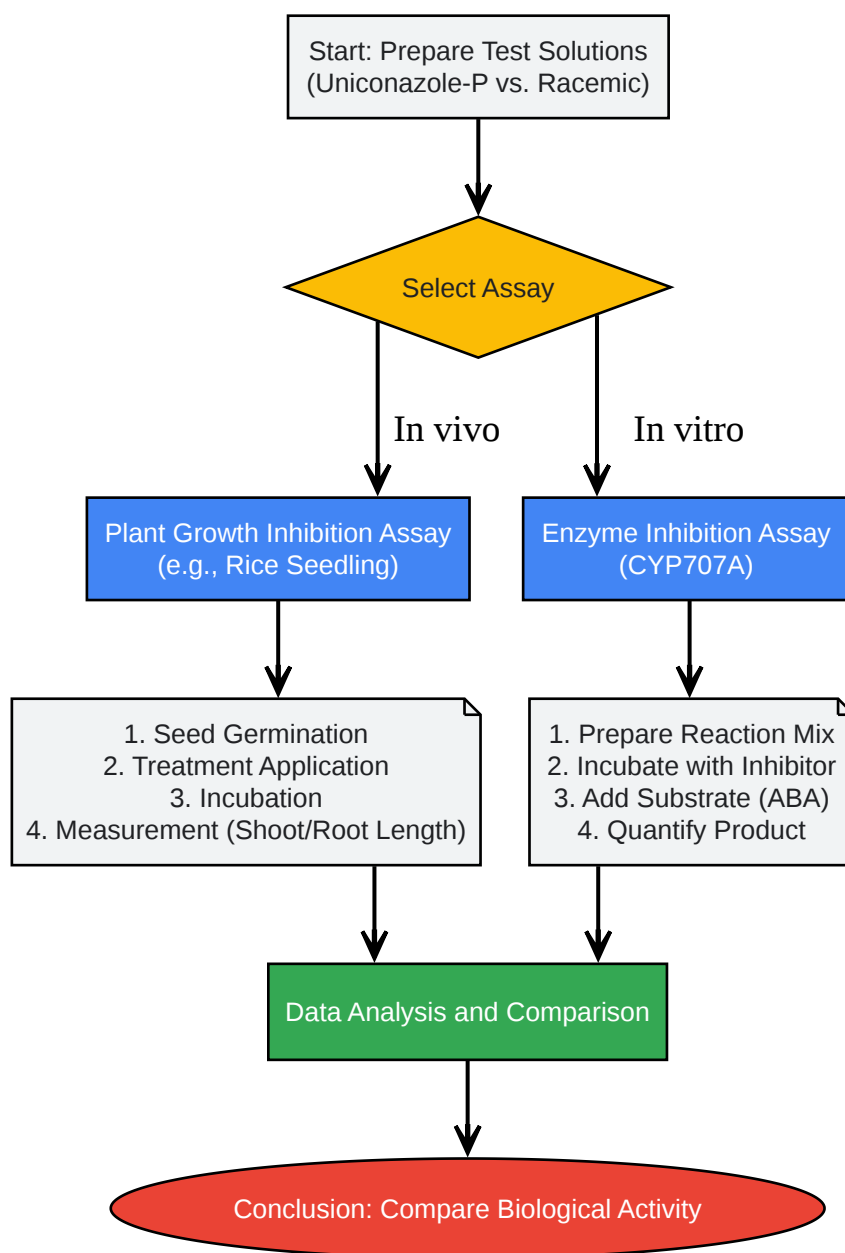 Start: Prepare Test Solutions
(Uniconazole-P vs. Racemic)
Select Assay
In vivo
In vitro
Plant Growth Inhibition Assay
(e.g., Rice Seedling)
Enzyme Inhibition Assay
(CYP707A)
1. Seed Germination
2. Treatment Application
3. Incubation
4. Measurement (Shoot/Root Length)
1. Prepare Reaction Mix
2. Incubate with Inhibitor
3. Add Substrate (ABA)
4. Quantify Product
Data Analysis and Comparison
Conclusion: Compare Biological Activity